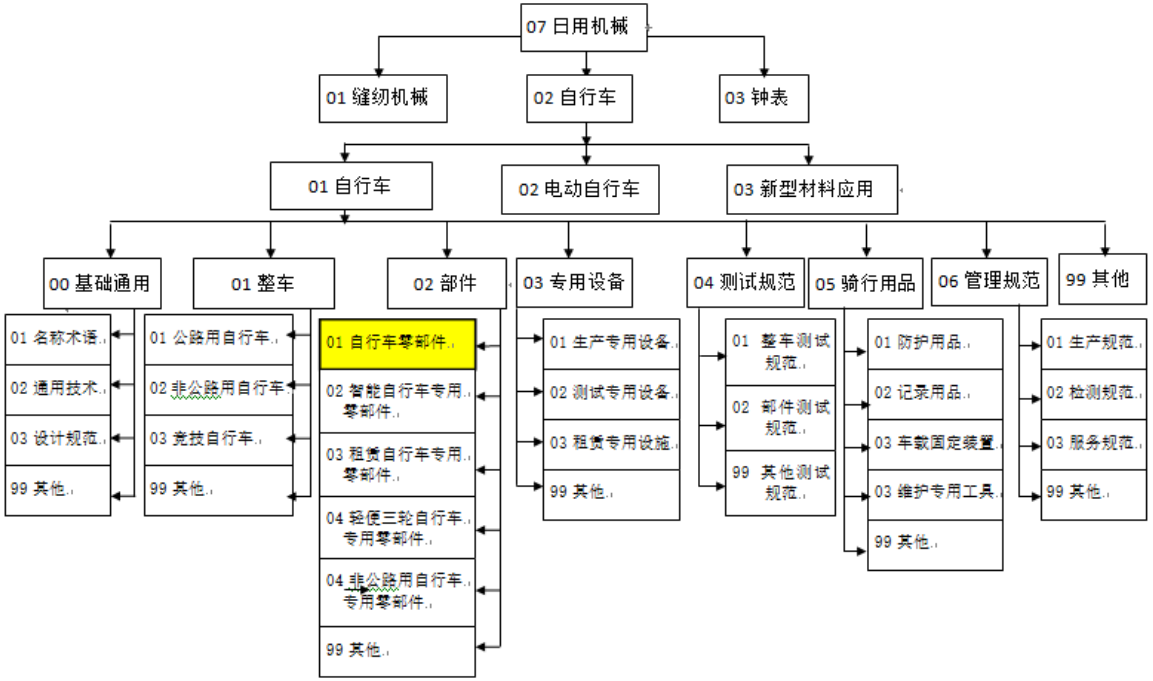 07 日用机械
01 缝纫机械
02 自行车
03 钟表
01 自行车
02 电动自行车
03 新型材料应用
00 基础通用
01 整车
02 部件
03 专用设备
04 测试规范
05 骑行用品
06 管理规范
99 其他
01 名称术语
02 通用技术
03 设计规范
99 其他
01 公路用自行车
02 非公路用自行车
03 竞技自行车
99 其他
01 自行车零部件
02 智能自行车专用
零部件
03 租赁自行车专用
零部件
04 轻便三轮自行车
专用零部件
04 非公路用自行车
专用零部件
99 其他
01 生产专用设备
02 测试专用设备
03 租赁专用设施
99 其他
01 整车测试
规范
02 部件测试
规范
99 其他测试
规范
01 防护用品
02 记录用品
03 车载固定装置
03 维护专用工具
99 其他
01 生产规范
02 检测规范
03 服务规范
99 其他